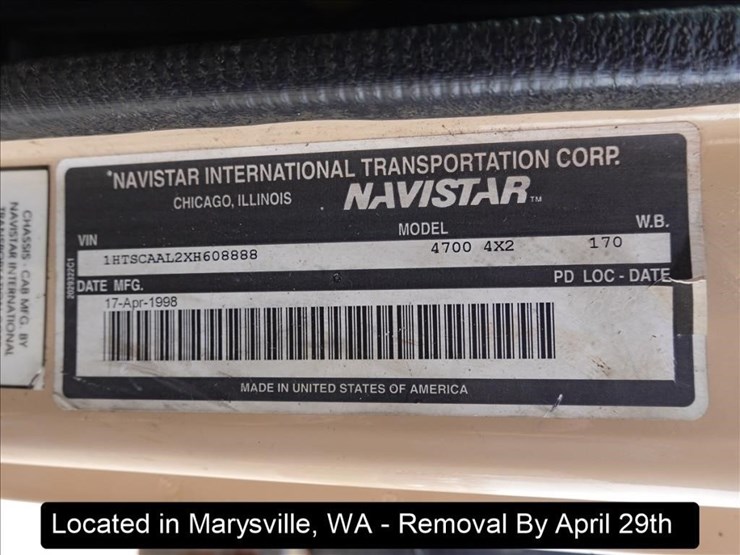 *NAVISTAR INTERNATIONAL TRANSPORTATION CORP.
CHICAGO, ILLINOIS NAVISTAR™
VIN MODEL W.B.
1HTSCAAL2XH608888 4700 4X2 170
DATE MFG. PD LOC - DATE
17-Apr-1998
MADE IN UNITED STATES OF AMERICA
2029322C1
CHASSIS - CAB MFG. BY
NAVISTAR INTERNATIONAL
Located in Marysville, WA - Removal By April 29th